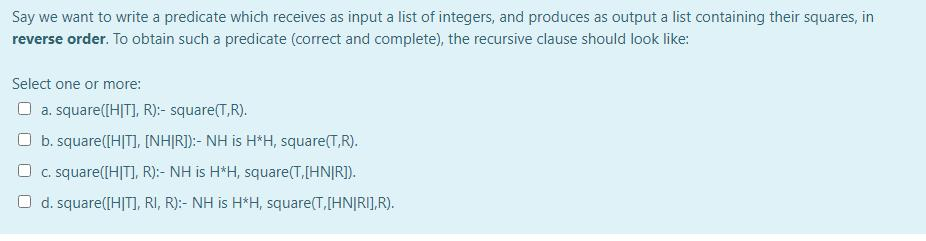 Say we want to write a predicate which receives as input a list of integers, and produces as output a list containing their squares, in
reverse order. To obtain such a predicate (correct and complete), the recursive clause should look like:
Select one or more:
a. square([H|T], R):- square(T,R).
b. square([H|T], [NH|R]):- NH is H*H, square(T,R).
c. square([H|T], R):- NH is H*H, square(T,[HN|R]).
d. square([H|T], RI, R):- NH is H*H, square(T,[HN|RI],R).